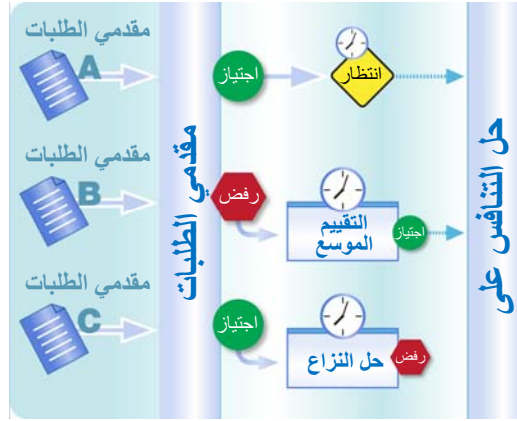 مقدمي الطلبات
A
اجتياز
انتظار
مقدمي الطلبات
B
رفض
التقييم
الموسع
اجتياز
مقدمي الطلبات
C
اجتياز
حل النزاع
رفض
مقدمي الطلبات
حل التنافس على